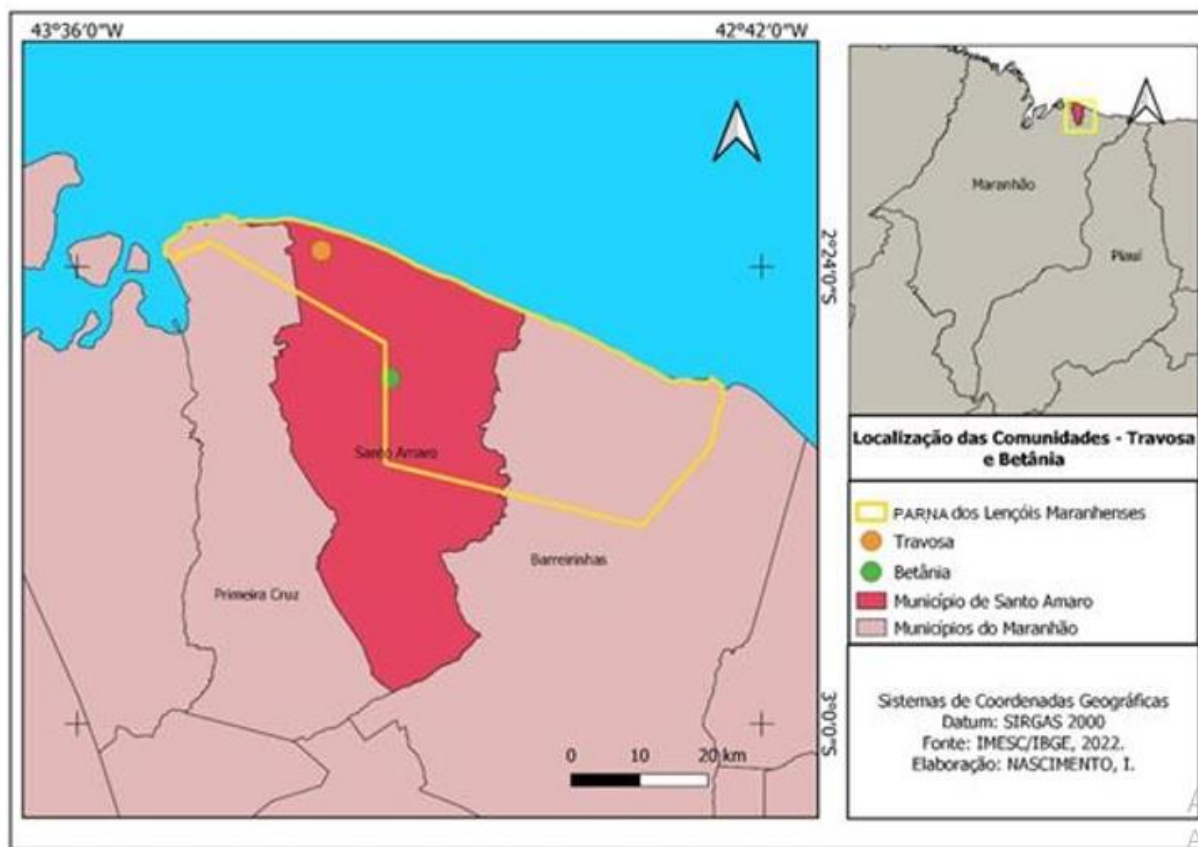 43°36'0"W
42°42'0"W
2°24'0"S
3°0'0"S
Santo Amaro
Primeira Cruz
Barreirinhas
0 10 20 km
Maranhão
Piauí
Localização das Comunidades - Travosa
e Betânia
PARNA dos Lençóis Maranhenses
Travosa
Betânia
Município de Santo Amaro
Municípios do Maranhão
Sistemas de Coordenadas Geográficas
Datum: SIRGAS 2000
Fonte: IMESC/IBGE, 2022.
Elaboração: NASCIMENTO, I.
A
A